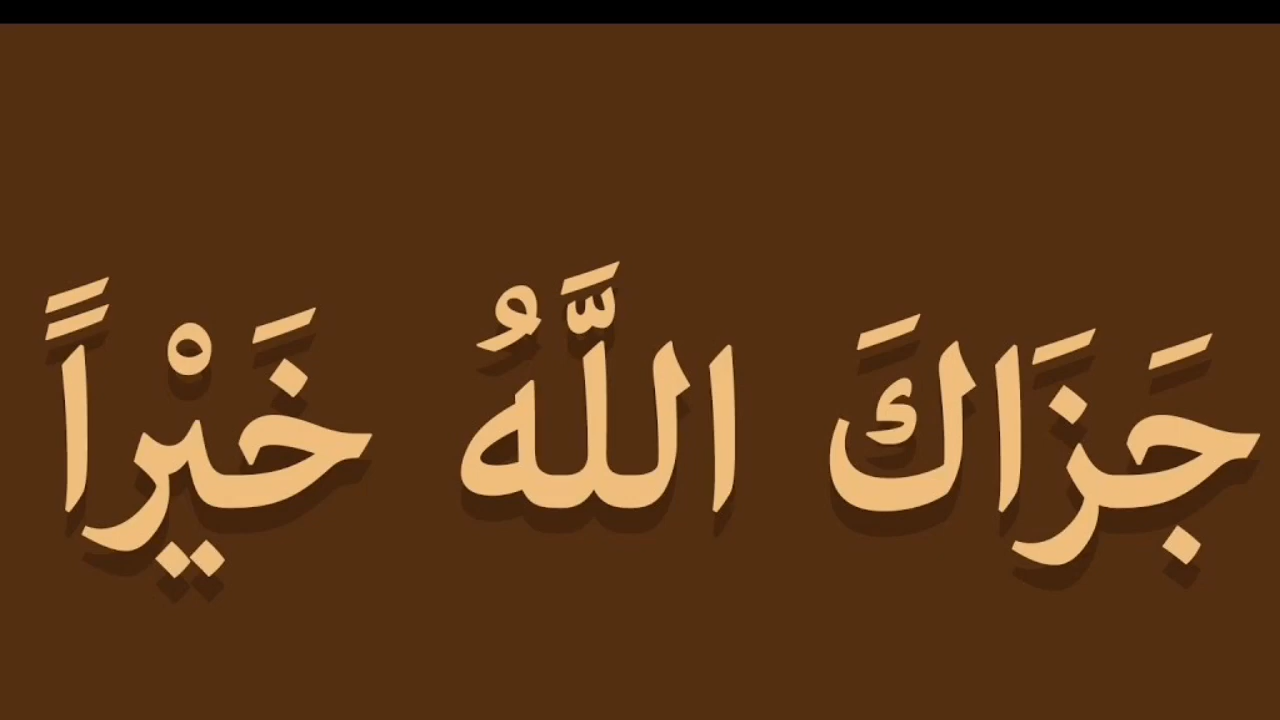 جَزَاكَ اللَّهُ خَيْراً